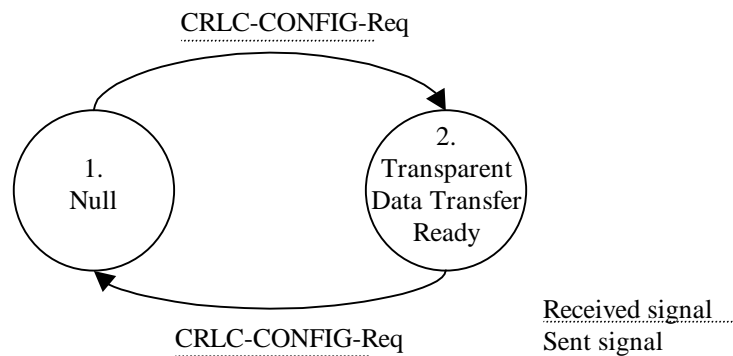 CRLC-CONFIG-Req
1.
Null
2.
Transparent
Data Transfer
Ready
CRLC-CONFIG-Req
Received signal
Sent signal